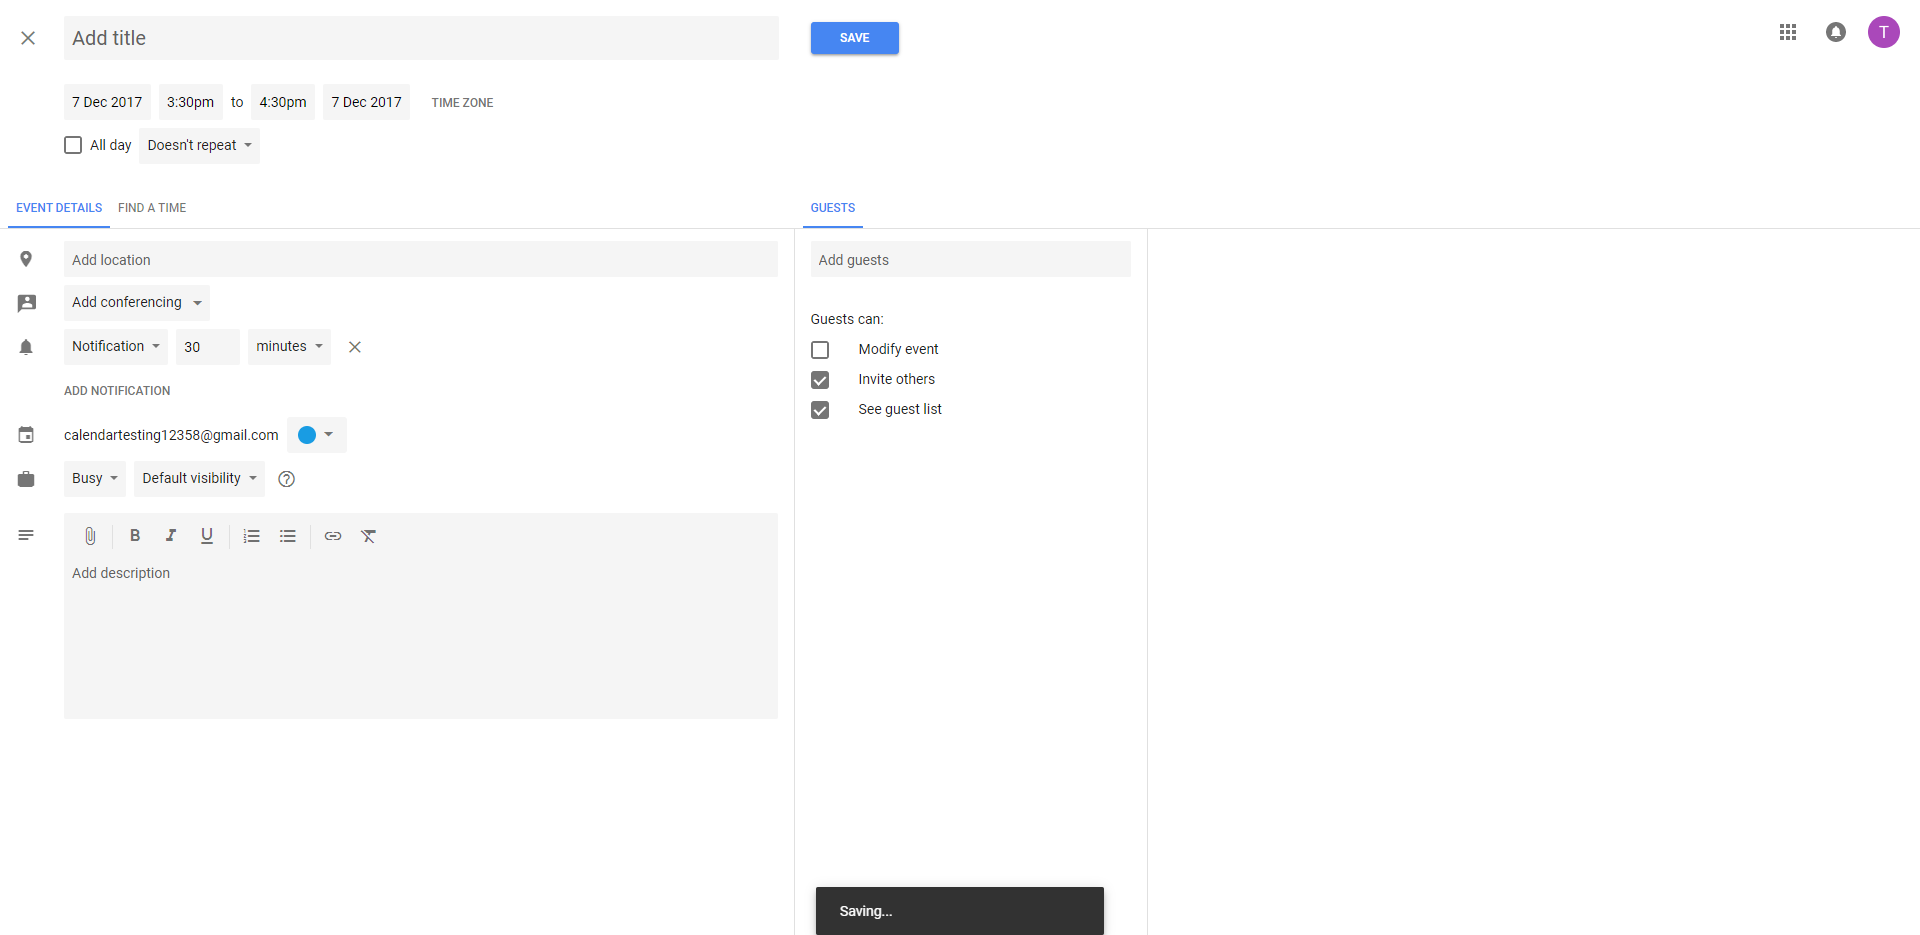 Add title
SAVE
T
7 Dec 2017 3:30pm to 4:30pm 7 Dec 2017 TIME ZONE
All day Doesn't repeat
EVENT DETAILS FIND A TIME
GUESTS
Add location
Add conferencing
Notification 30 minutes
ADD NOTIFICATION
calendartesting12358@gmail.com
Busy Default visibility ?
B I U
Add description
Add guests
Guests can:
Modify event
Invite others
See guest list
Saving...